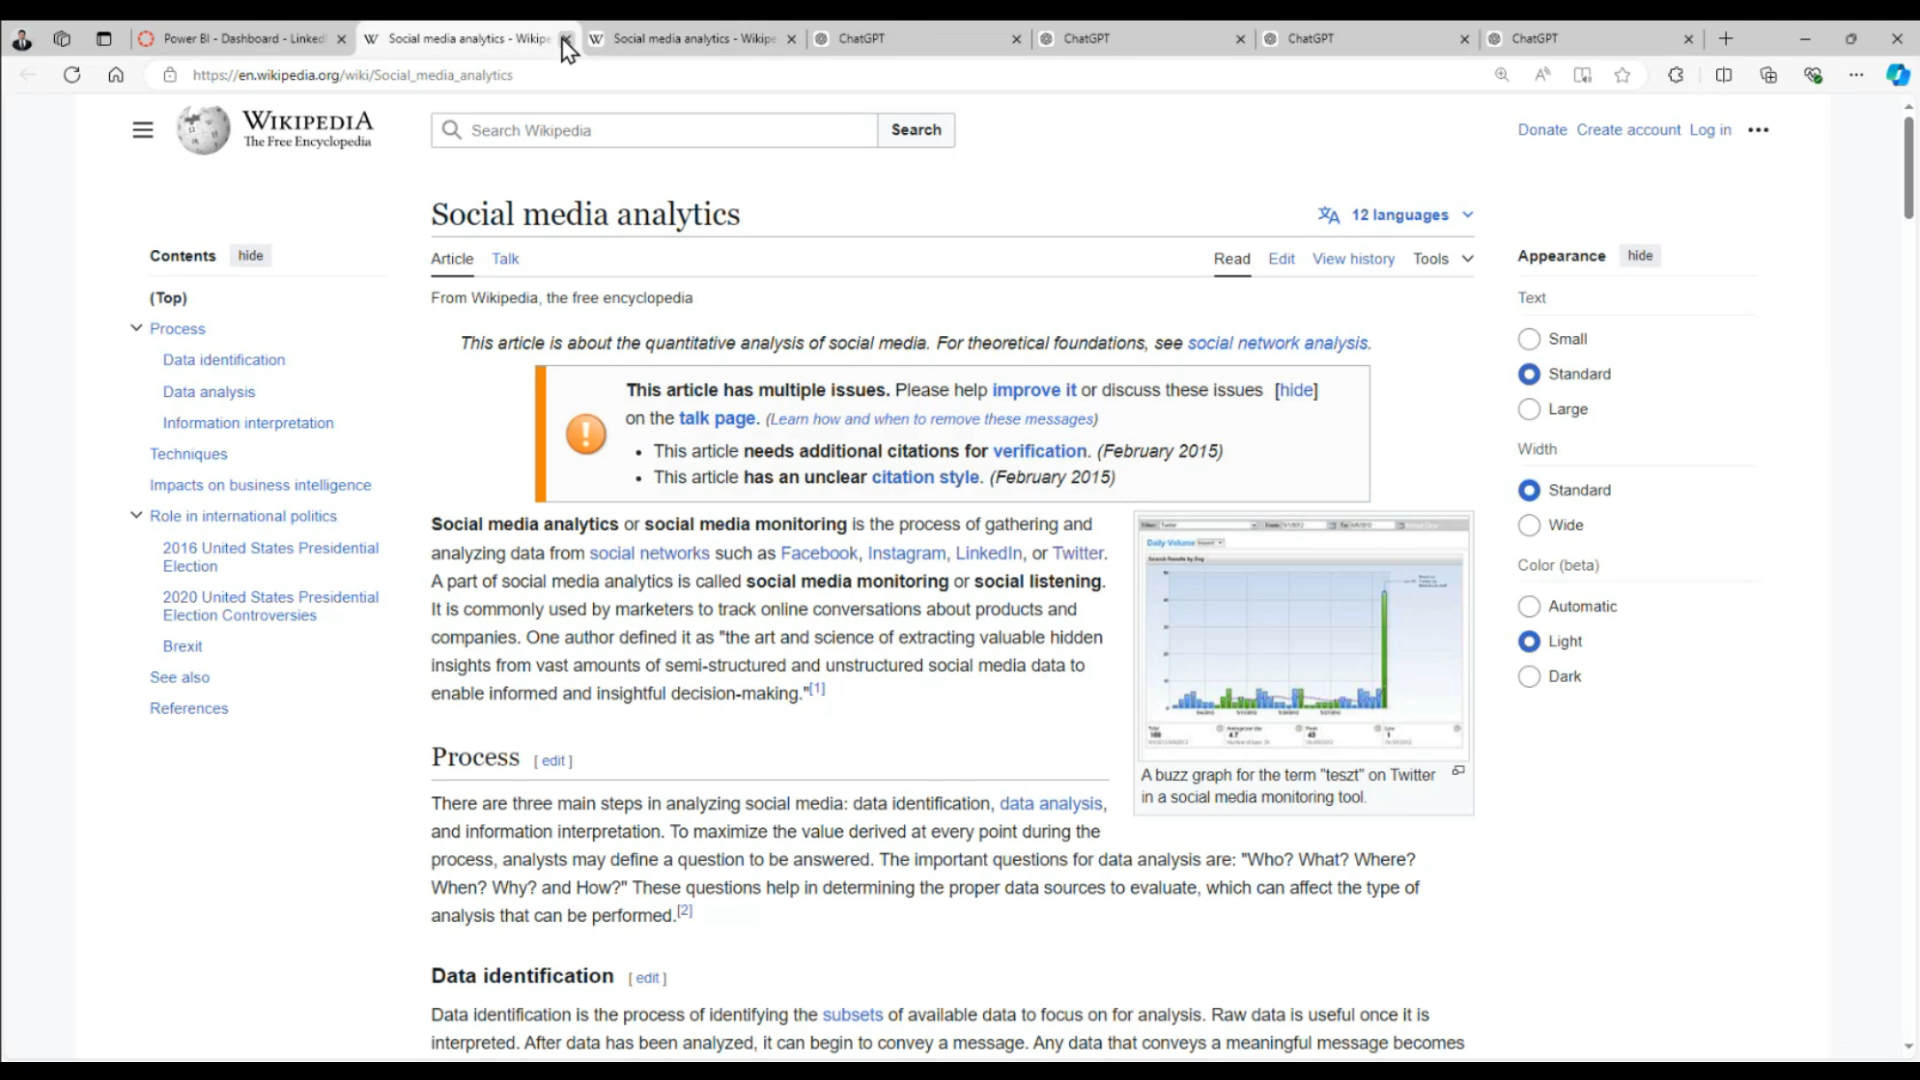 Power BI - Dashboard - Linked
Social media analytics - Wikipe
Social media analytics - Wikipe
ChatGPT
ChatGPT
ChatGPT
ChatGPT
https://en.wikipedia.org/wiki/Social_media_analytics
WIKIPEDIA
The Free Encyclopedia
Search Wikipedia
Search
Donate Create account Log in
Social media analytics
12 languages
Article Talk
Read Edit View history Tools
From Wikipedia, the free encyclopedia
Contents hide
(Top)
Process
Data identification
Data analysis
Information interpretation
Techniques
Impacts on business intelligence
Role in international politics
2016 United States Presidential
Election
2020 United States Presidential
Election Controversies
Brexit
See also
References
This article is about the quantitative analysis of social media. For theoretical foundations, see social network analysis.
This article has multiple issues. Please help improve it or discuss these issues [hide]
on the talk page. (Learn how and when to remove these messages)
• This article needs additional citations for verification. (February 2015)
• This article has an unclear citation style. (February 2015)
Social media analytics or social media monitoring is the process of gathering and
analyzing data from social networks such as Facebook, Instagram, LinkedIn, or Twitter.
A part of social media analytics is called social media monitoring or social listening.
It is commonly used by marketers to track online conversations about products and
companies. One author defined it as "the art and science of extracting valuable hidden
insights from vast amounts of semi-structured and unstructured social media data to
enable informed and insightful decision-making."[1]
Daily Volume
Search Results by Day
A buzz graph for the term "teszt" on Twitter
in a social media monitoring tool.
Process [ edit ]
There are three main steps in analyzing social media: data identification, data analysis,
and information interpretation. To maximize the value derived at every point during the
process, analysts may define a question to be answered. The important questions for data analysis are: "Who? What? Where?
When? Why? and How?" These questions help in determining the proper data sources to evaluate, which can affect the type of
analysis that can be performed.[2]
Data identification [ edit ]
Data identification is the process of identifying the subsets of available data to focus on for analysis. Raw data is useful once it is
interpreted. After data has been analyzed, it can begin to convey a message. Any data that conveys a meaningful message becomes
Appearance hide
Text
Small
Standard
Large
Width
Standard
Wide
Color (beta)
Automatic
Light
Dark